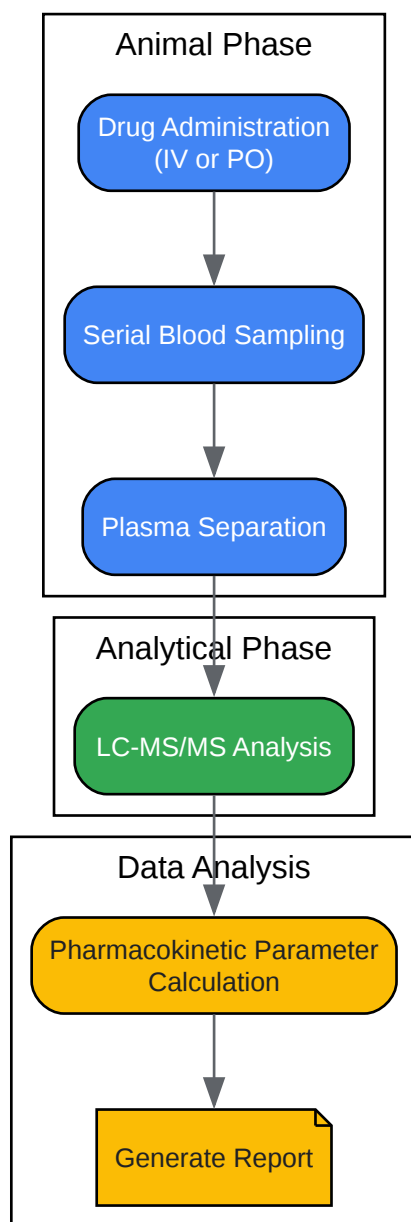 Animal Phase
Drug Administration
(IV or PO)
Serial Blood Sampling
Plasma Separation
Analytical Phase
LC-MS/MS Analysis
Data Analysis
Pharmacokinetic Parameter
Calculation
Generate Report